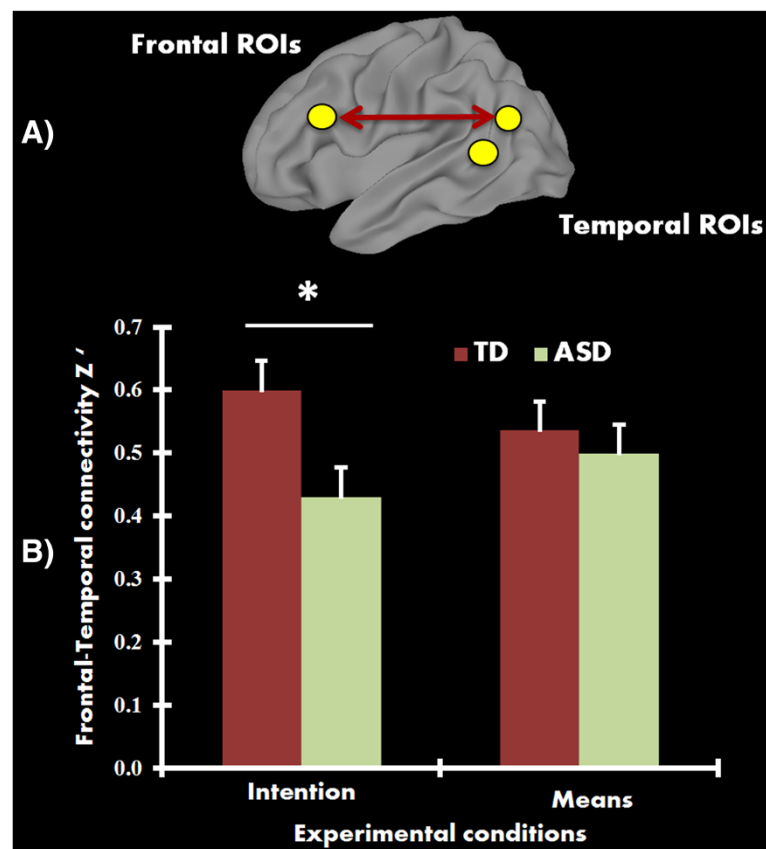 Frontal ROIs
A)
Temporal ROIs
*
B)
Frontal-Temporal connectivity Z ′
0.7
0.6
0.5
0.4
0.3
0.2
0.1
0.0
TD ASD
Intention Means
Experimental conditions